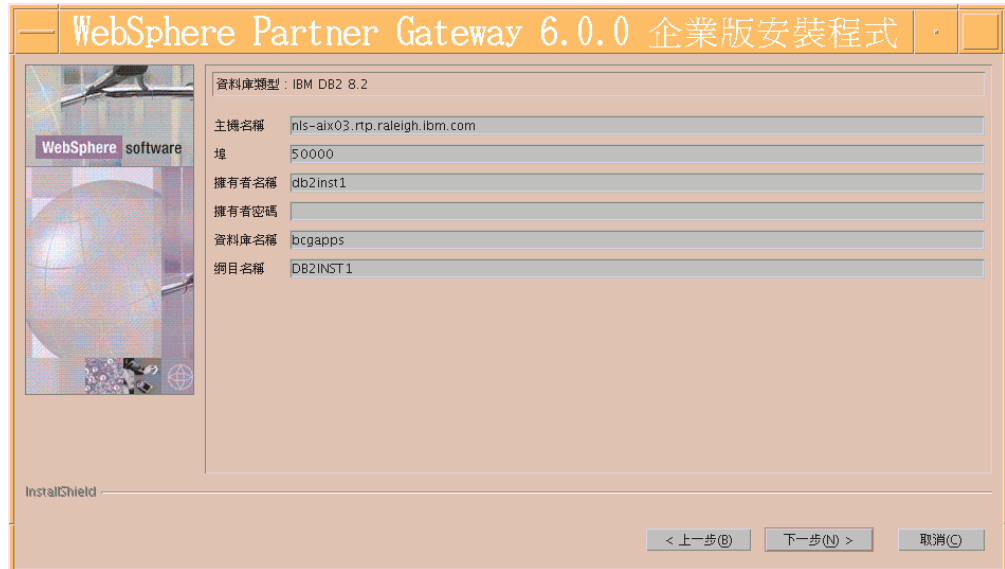 WebSphere Partner Gateway 6.0.0 企業版安裝程式
資料庫類型 : IBM DB2 8.2
主機名稱 nls-aix03.rtp.raleigh.ibm.com
埠 50000
擁有者名稱 db2inst1
擁有者密碼
資料庫名稱 bcgapps
綱目名稱 DB2INST1
WebSphere software
InstallShield
< 上一步(B) 下一步(N) > 取消(C)